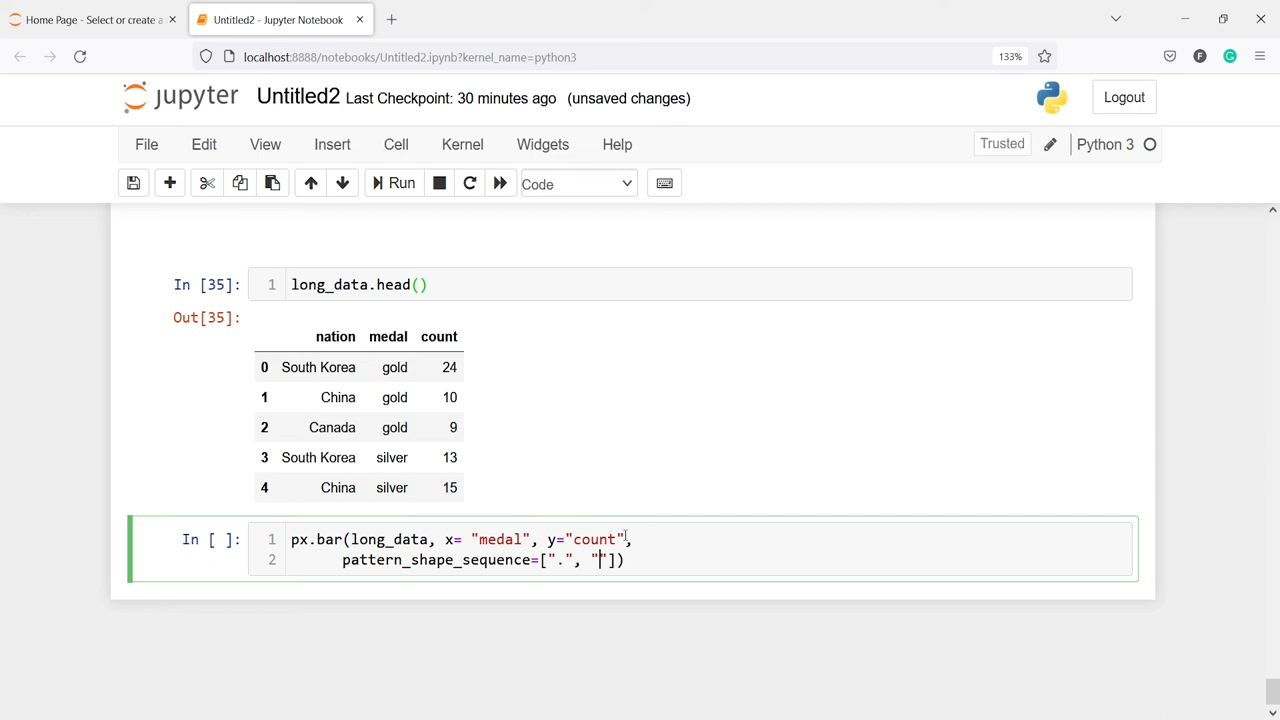 Home Page - Select or create a
Untitled2 - Jupyter Notebook
localhost:8888/notebooks/Untitled2.ipynb?kernel_name=python3
133%
F
G
jupyter Untitled2 Last Checkpoint: 30 minutes ago (unsaved changes)
Logout
File Edit View Insert Cell Kernel Widgets Help
Trusted
Python 3
Run
Code
In [35]: 1 long_data.head()
Out[35]:
nation medal count
0 South Korea gold 24
1 China gold 10
2 Canada gold 9
3 South Korea silver 13
4 China silver 15
In [ ]: 1 px.bar(long_data, x= "medal", y="count",
2 pattern_shape_sequence=[".", ""])